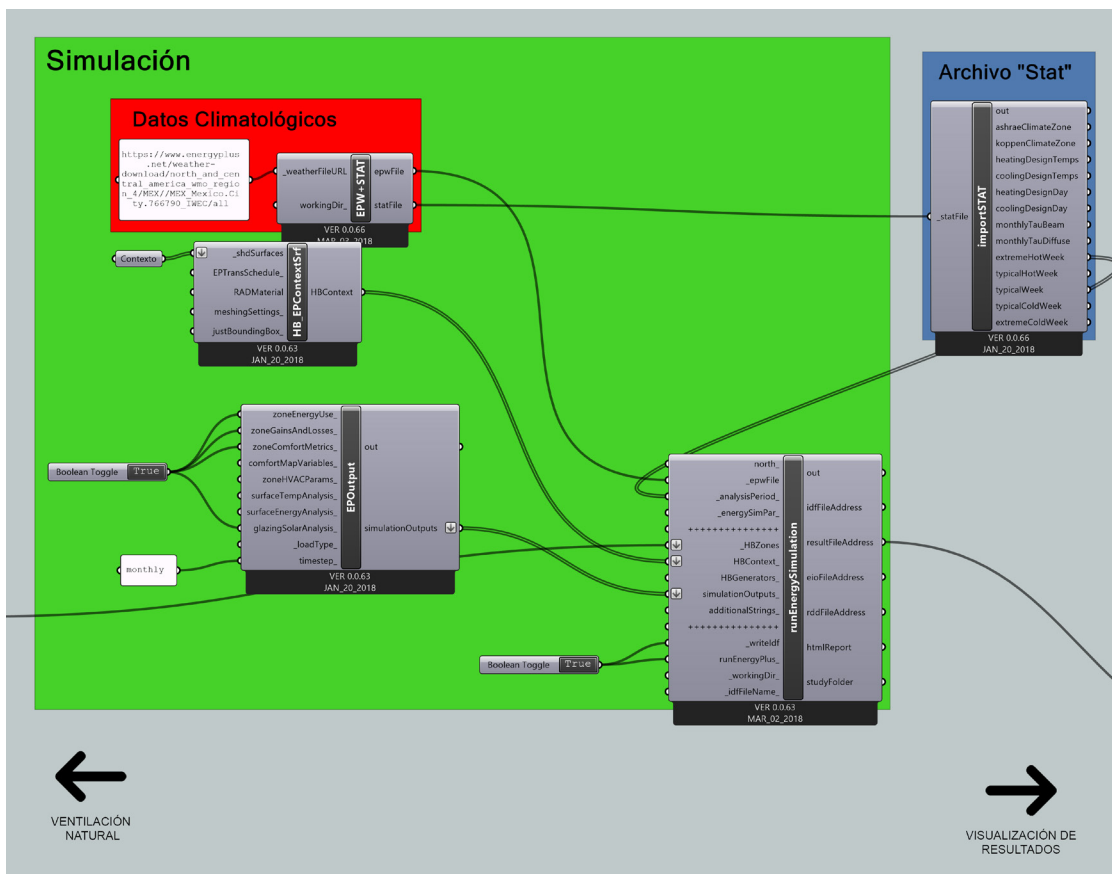 Simulación
Datos Climatológicos
https://www.energyplus
.net/weather-
download/north_and_cen
tral_america_wmo_regio
n_4/MEX//MEX_Mexico.Ci
ty.766790_IWEC/all
_weatherFileURL
workingDir_
EPW+STAT
epwFile
statFile
VER 0.0.66
MAR_03_2018
Contexto
_shdSurfaces
EPTransSchedule_
RADMaterial
meshingSettings_
justBoundingBox_
HB_EPContextSrf
HBContext
VER 0.0.63
JAN_20_2018
Boolean Toggle
True
monthly
zoneEnergyUse_
zoneGainsAndLosses_
zoneComfortMetrics_
comfortMapVariables_
zoneHVACParams_
surfaceTempAnalysis_
surfaceEnergyAnalysis_
glazingSolarAnalysis_
_loadType_
timestep_
EPOutput
out
simulationOutputs
VER 0.0.63
JAN_20_2018
Boolean Toggle
True
north_
_epwFile
_analysisPeriod_
_energySimPar_
+++++++++++++++
_HBZones
HBContext_
HBGenerators_
simulationOutputs_
additionalStrings_
+++++++++++++++
_writeIdf
runEnergyPlus_
_workingDir_
_idfFileName_
runEnergySimulation
out
idfFileAddress
resultFileAddress
eioFileAddress
rddFileAddress
htmlReport
studyFolder
VER 0.0.63
MAR_02_2018
Archivo "Stat"
_statFile
importSTAT
out
ashraeClimateZone
koppenClimateZone
heatingDesignTemps
coolingDesignTemps
heatingDesignDay
coolingDesignDay
monthlyTauBeam
monthlyTauDiffuse
extremeHotWeek
typicalHotWeek
typicalWeek
typicalColdWeek
extremeColdWeek
VER 0.0.66
JAN_20_2018
VENTILACIÓN
NATURAL
VISUALIZACIÓN DE
RESULTADOS